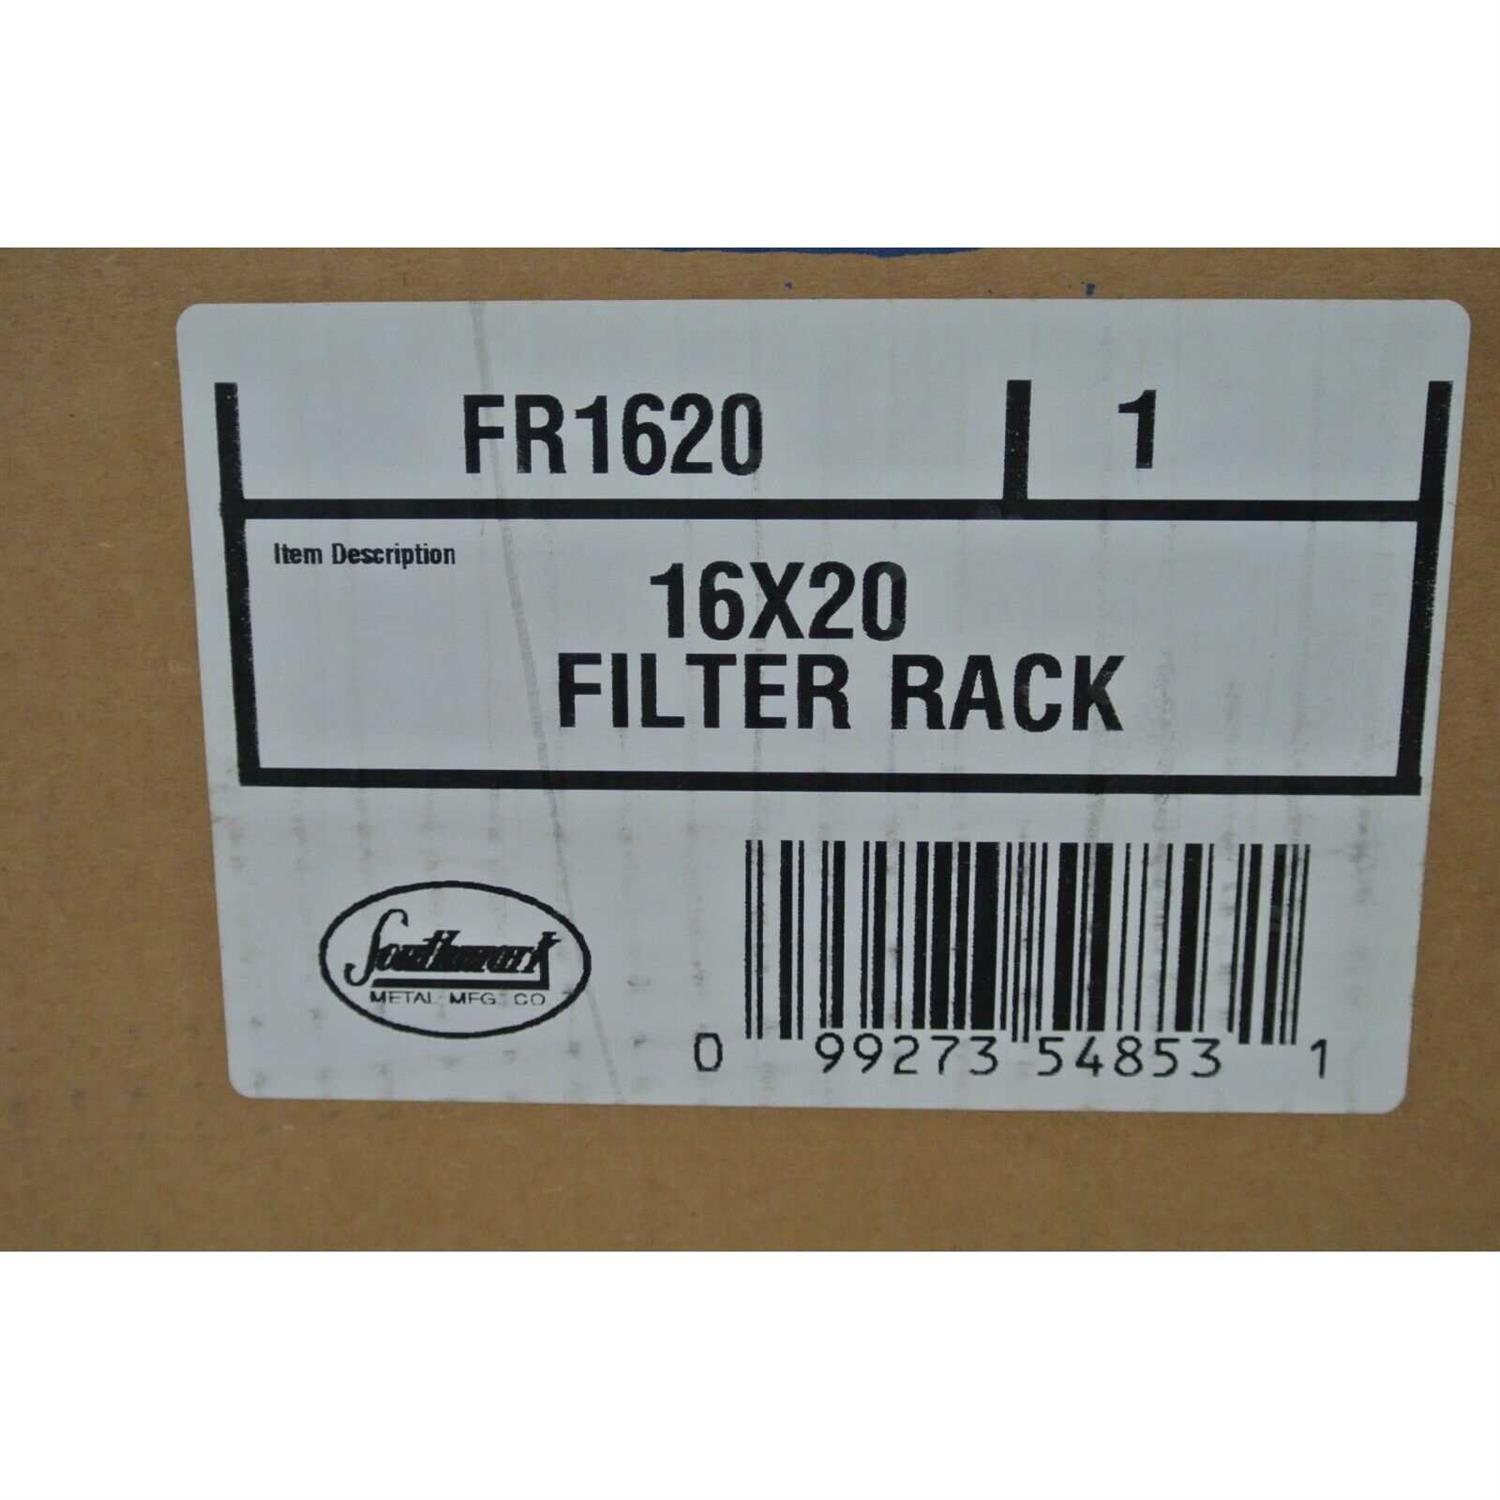 FR1620 1
Item Description
16X20
FILTER RACK
Southwark
METAL MFG. CO
0 99273 54853 1